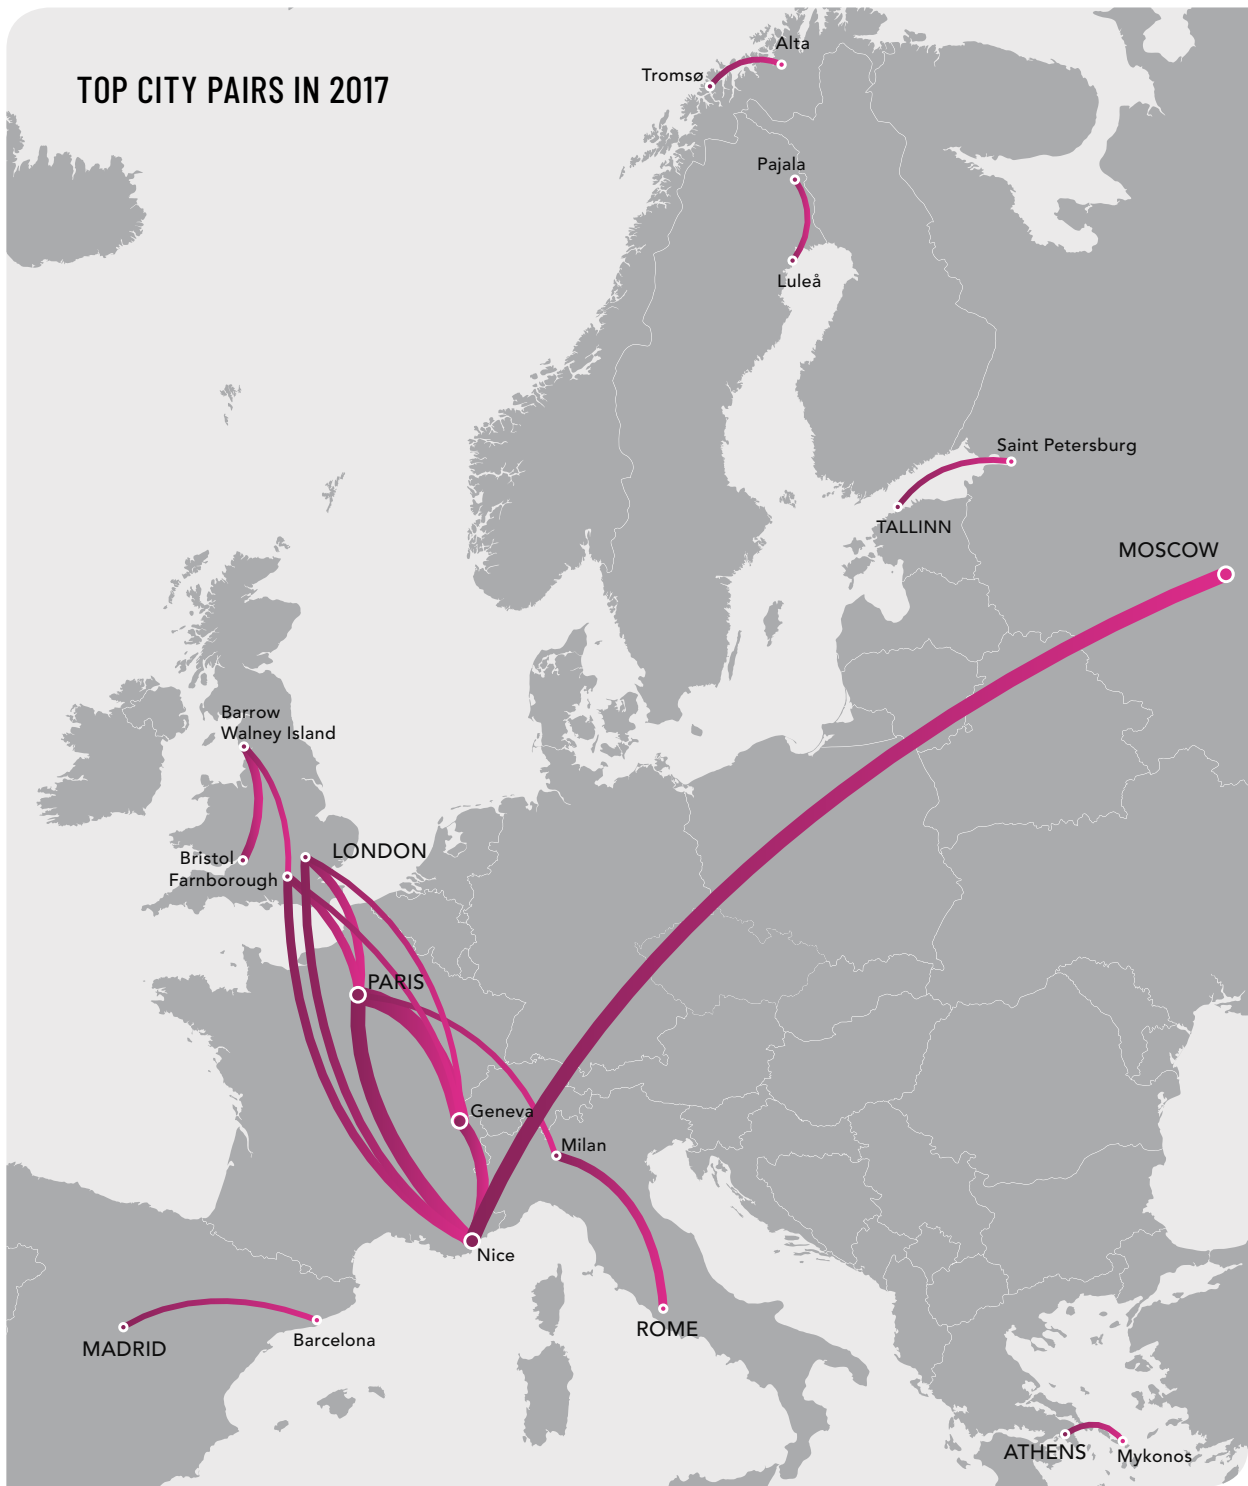 TOP CITY PAIRS IN 2017
Alta
Tromsø
Pajala
Luleå
Saint Petersburg
TALLINN
MOSCOW
Barrow
Walney Island
LONDON
Bristol
Farnborough
PARIS
Geneva
Milan
Nice
ROME
Barcelona
MADRID
ATHENS
Mykonos